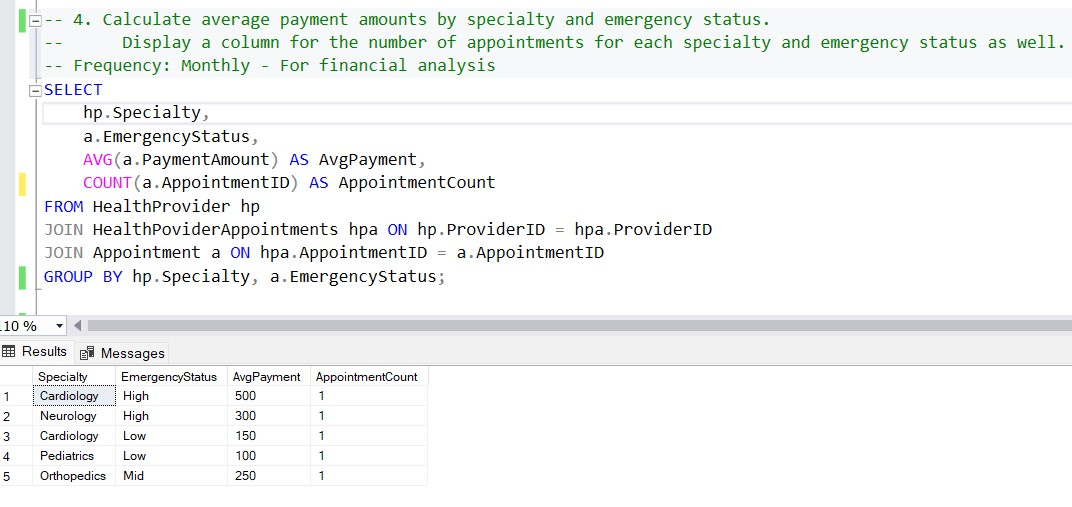 -- 4. Calculate average payment amounts by specialty and emergency status.
-- Display a column for the number of appointments for each specialty and emergency status as well.
-- Frequency: Monthly - For financial analysis
SELECT
hp.Specialty,
a.EmergencyStatus,
AVG(a.PaymentAmount) AS AvgPayment,
COUNT(a.AppointmentID) AS AppointmentCount
FROM HealthProvider hp
JOIN HealthPoviderAppointments hpa ON hp.ProviderID = hpa.ProviderID
JOIN Appointment a ON hpa.AppointmentID = a.AppointmentID
GROUP BY hp.Specialty, a.EmergencyStatus;
10 %
Results Messages
Specialty EmergencyStatus AvgPayment AppointmentCount
1 Cardiology High 500 1
2 Neurology High 300 1
3 Cardiology Low 150 1
4 Pediatrics Low 100 1
5 Orthopedics Mid 250 1